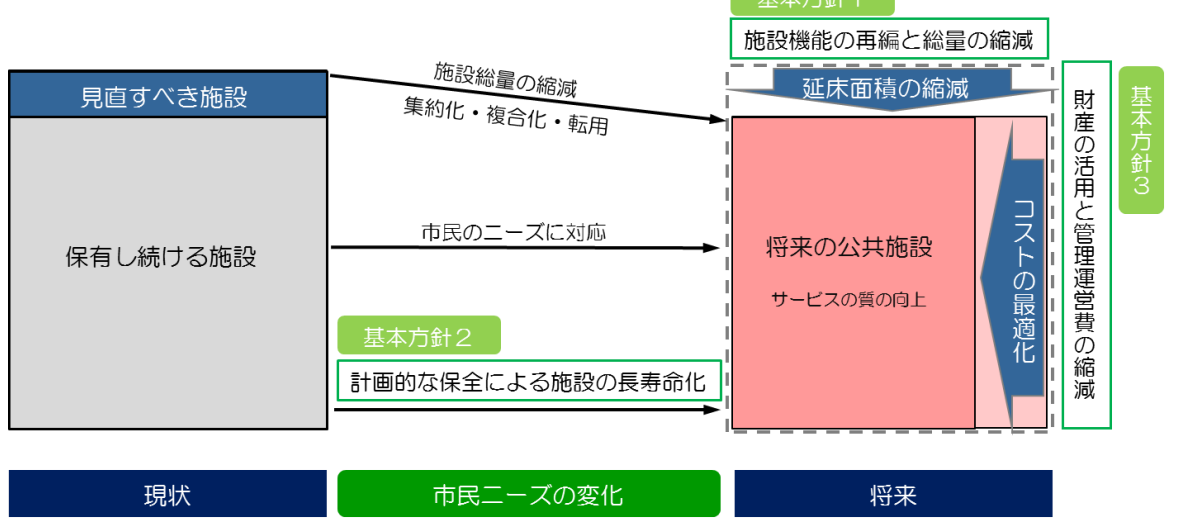 基本方針1
施設機能の再編と総量の縮減
見直すべき施設
保有し続ける施設
施設総量の縮減
集約化・複合化・転用
市民のニーズに対応
基本方針２
計画的な保全による施設の長寿命化
延床面積の縮減
将来の公共施設
サービスの質の向上
コストの最適化
財産の活用と管理運営費の縮減
基本方針３
現状
市民ニーズの変化
将来